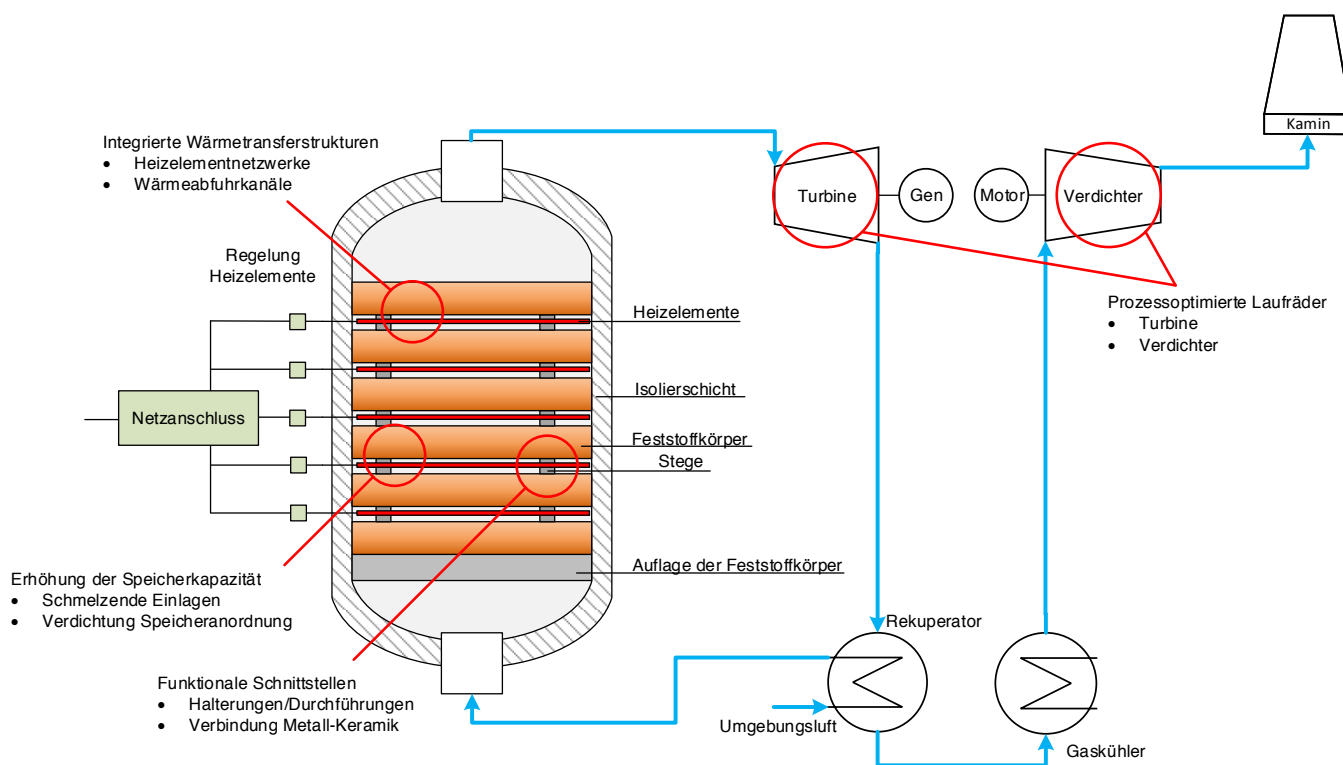 Kamin
Integrierte Wärmetransferstrukturen
• Heizelementnetzwerke
• Wärmeabfuhrkanäle
Turbine
Gen
Motor
Verdichter
Regelung
Heizelemente
Heizelemente
Prozessoptimierte Laufräder
• Turbine
• Verdichter
Isolierschicht
Netzanschluss
Feststoffkörper
Stege
Auflage der Feststoffkörper
Erhöhung der Speicherkapazität
• Schmelzende Einlagen
• Verdichtung Speicheranordnung
Rekuperator
Funktionale Schnittstellen
• Halterungen/Durchführungen
• Verbindung Metall-Keramik
Umgebungsluft
Gaskühler